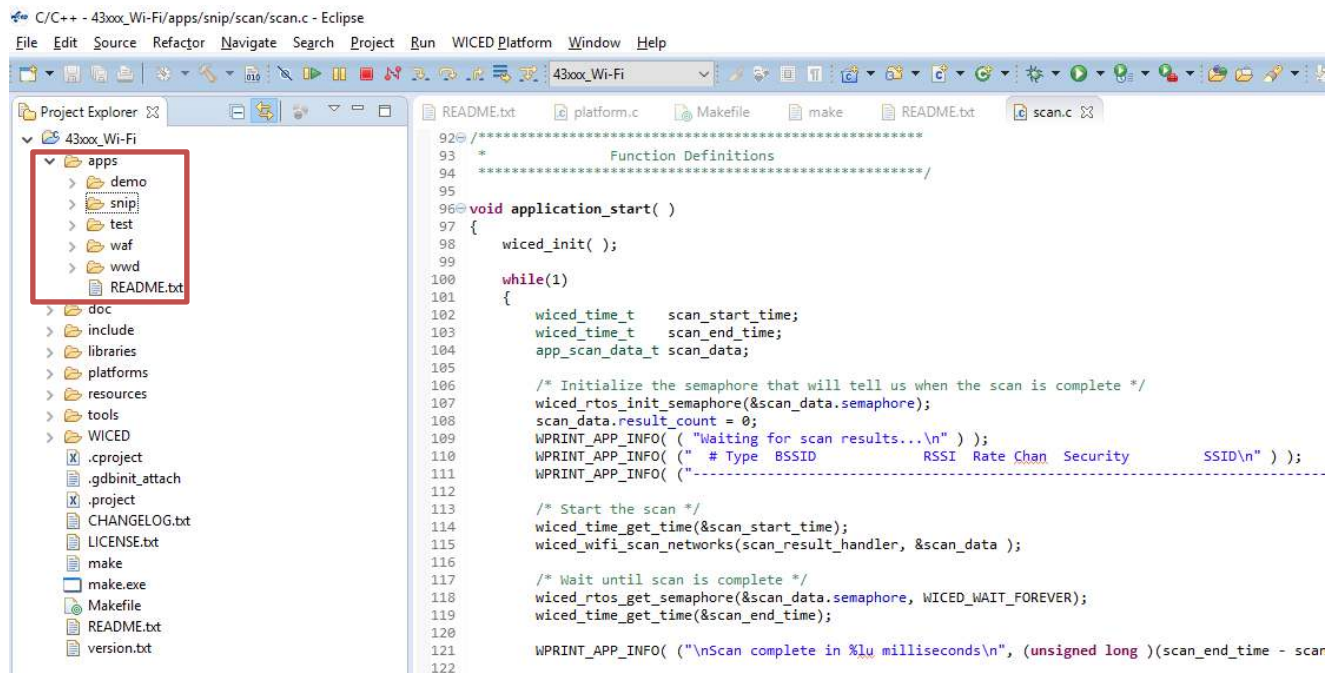 C/C++ - 43xxx_Wi-Fi/apps/snip/scan/scan.c - Eclipse
File Edit Source Refactor Navigate Search Project Run WICED Platform Window Help
010 43xxx_Wi-Fi
Project Explorer
43xxx_Wi-Fi
apps
demo
snip
test
waf
wwd
README.txt
doc
include
libraries
platforms
resources
tools
WICED
.cproject
.gdbinit_attach
.project
CHANGELOG.txt
LICENSE.txt
make
make.exe
Makefile
README.txt
version.txt
README.txt platform.c Makefile make README.txt scan.c
92 /******************************************************
93 * Function Definitions
94 ******************************************************/
95
96 void application_start( )
97 {
98 wiced_init( );
99
100 while(1)
101 {
102 wiced_time_t scan_start_time;
103 wiced_time_t scan_end_time;
104 app_scan_data_t scan_data;
105
106 /* Initialize the semaphore that will tell us when the scan is complete */
107 wiced_rtos_init_semaphore(&scan_data.semaphore);
108 scan_data.result_count = 0;
109 WPRINT_APP_INFO( ( "Waiting for scan results...\n" ) );
110 WPRINT_APP_INFO( (" # Type BSSID RSSI Rate Chan Security SSID\n" ) );
111 WPRINT_APP_INFO( ("-----------------------------------------------------------------------------
112
113 /* Start the scan */
114 wiced_time_get_time(&scan_start_time);
115 wiced_wifi_scan_networks(scan_result_handler, &scan_data );
116
117 /* Wait until scan is complete */
118 wiced_rtos_get_semaphore(&scan_data.semaphore, WICED_WAIT_FOREVER);
119 wiced_time_get_time(&scan_end_time);
120
121 WPRINT_APP_INFO( ("\nScan complete in %lu milliseconds\n", (unsigned long )(scan_end_time - scan
122